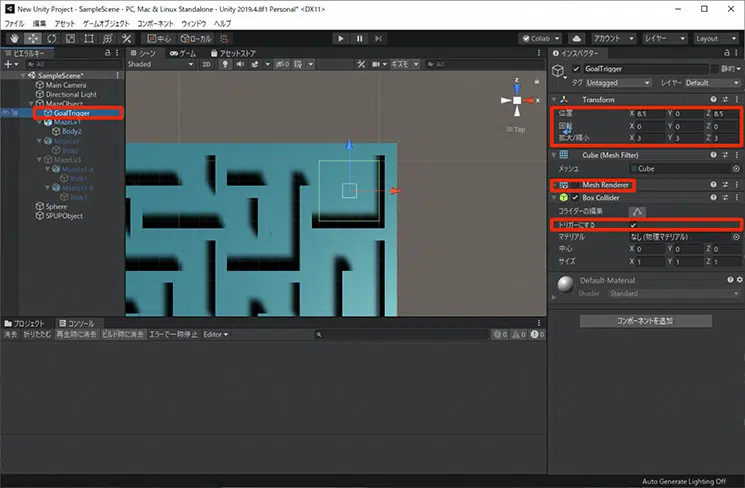 New Unity Project - SampleScene - PC, Mac & Linux Standalone - Unity 2019.4.8f1 Personal* <DX11>
ファイル 編集 アセット ゲームオブジェクト コンポーネント ウィンドウ ヘルプ
中心 ローカル Collab アカウント レイヤー Layout
ヒエラルキー
All
SampleScene*
Main Camera
Directional Light
MazeObject
GoalTrigger
MazeLv1
Body2
MazeLv2
Body2
MazeLv3
MazeLv3-A
Body1
MazeLv3-B
Body1
Sphere
SPUPObject
シーン ゲーム アセットストア
Shaded 2D 0 ギズモ All
z
x
Top
インスペクター
GoalTrigger 静的
タグ Untagged レイヤー Default
Transform
位置 X 8.5 Y 0 Z 8.5
回転 X 0 Y 0 Z 0
拡大/縮小 X 3 Y 3 Z 3
Cube (Mesh Filter)
メッシュ Cube
Mesh Renderer
Box Collider
コライダーの編集
トリガーにする
マテリアル なし (物理マテリアル)
中心 X 0 Y 0 Z 0
サイズ X 1 Y 1 Z 1
Default-Material
Shader Standard
コンポーネントを追加
プロジェクト コンソール
消去 折りたたむ 再生時に消去 ビルド時に消去 エラーで一時停止 Editor 0 0 0
Auto Generate Lighting Off